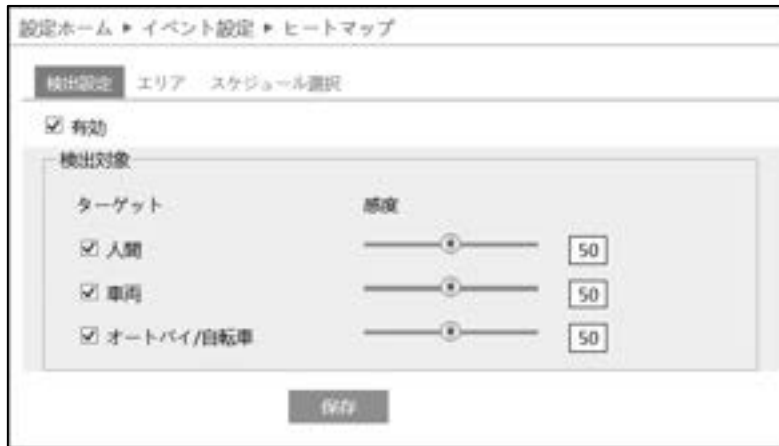 設定ホーム ▸ イベント設定 ▸ ヒートマップ
検出設定 エリア スケジュール選択
有効
検出対象
ターゲット 感度
人間 50
車両 50
オートバイ/自転車 50
保存